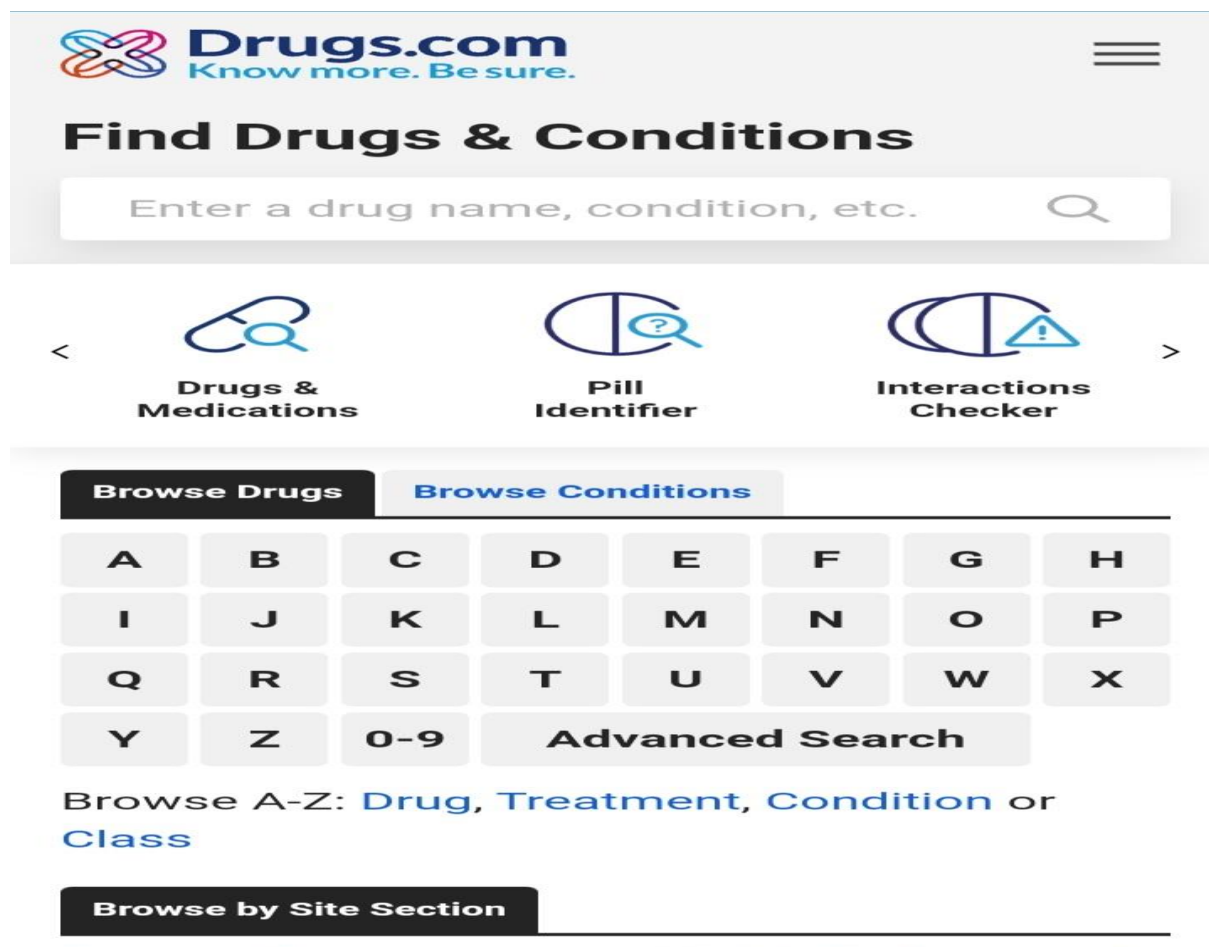 Drugs.com
Know more. Be sure.
Find Drugs & Conditions
Enter a drug name, condition, etc.
< >
?
!
Drugs & Medications
Pill Identifier
Interactions Checker
Browse Drugs Browse Conditions
A B C D E F G H
I J K L M N O P
Q R S T U V W X
Y Z 0-9 Advanced Search
Browse A-Z: Drug, Treatment, Condition or
Class
Browse by Site Section